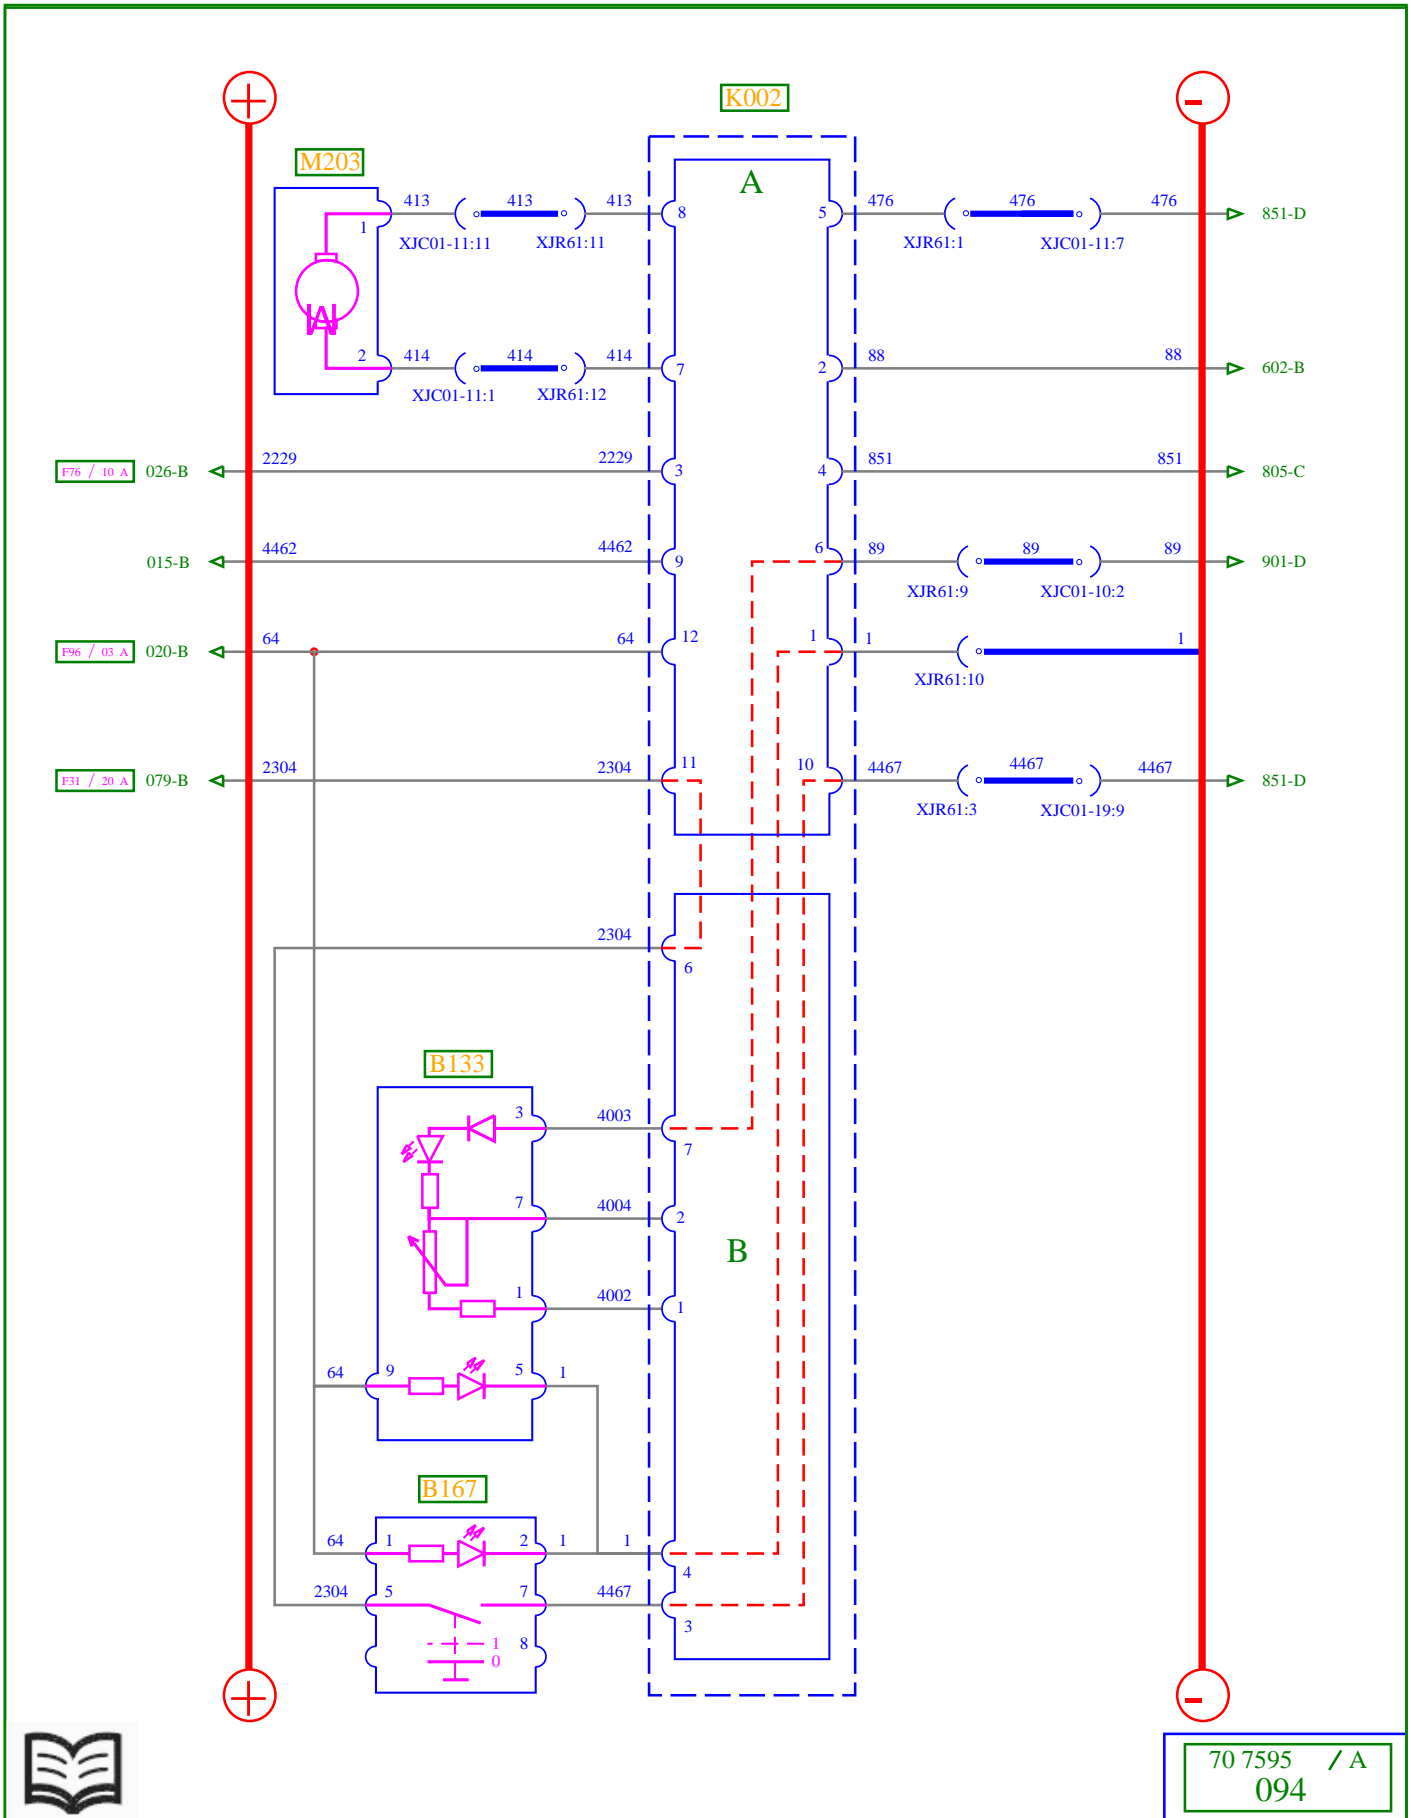 K002
M203
A
413 413 413 8 5 476 476 476 851-D
1 XJC01-11:11 XJR61:11 XJR61:1 XJC01-11:7
M
2 414 414 414 7 2 88 88 602-B
XJC01-11:1 XJR61:12
F76 / 10 A 026-B 2229 2229 3 4 851 851 805-C
015-B 4462 4462 9 6 89 89 89 901-D
XJR61:9 XJC01-10:2
F96 / 03 A 020-B 64 64 12 1 1 1
XJR61:10
F31 / 20 A 079-B 2304 2304 11 10 4467 4467 4467 851-D
XJR61:3 XJC01-19:9
2304
6
B133
3 4003
7
7 4004 2
B
1 4002 1
64 9 5 1
B167
64 1 2 1 1
4
2304 5 7 4467
3
1 8
0
70 7595 / A
094